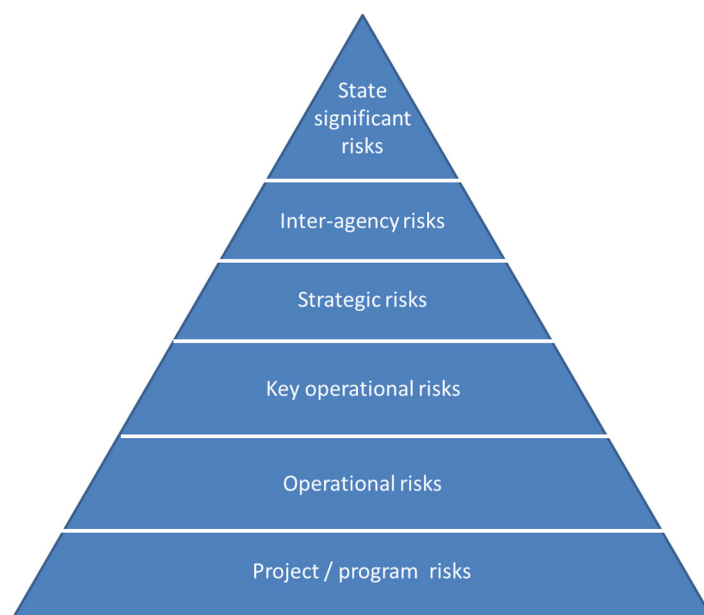 State
significant
risks
Inter-agency risks
Strategic risks
Key operational risks
Operational risks
Project / program  risks